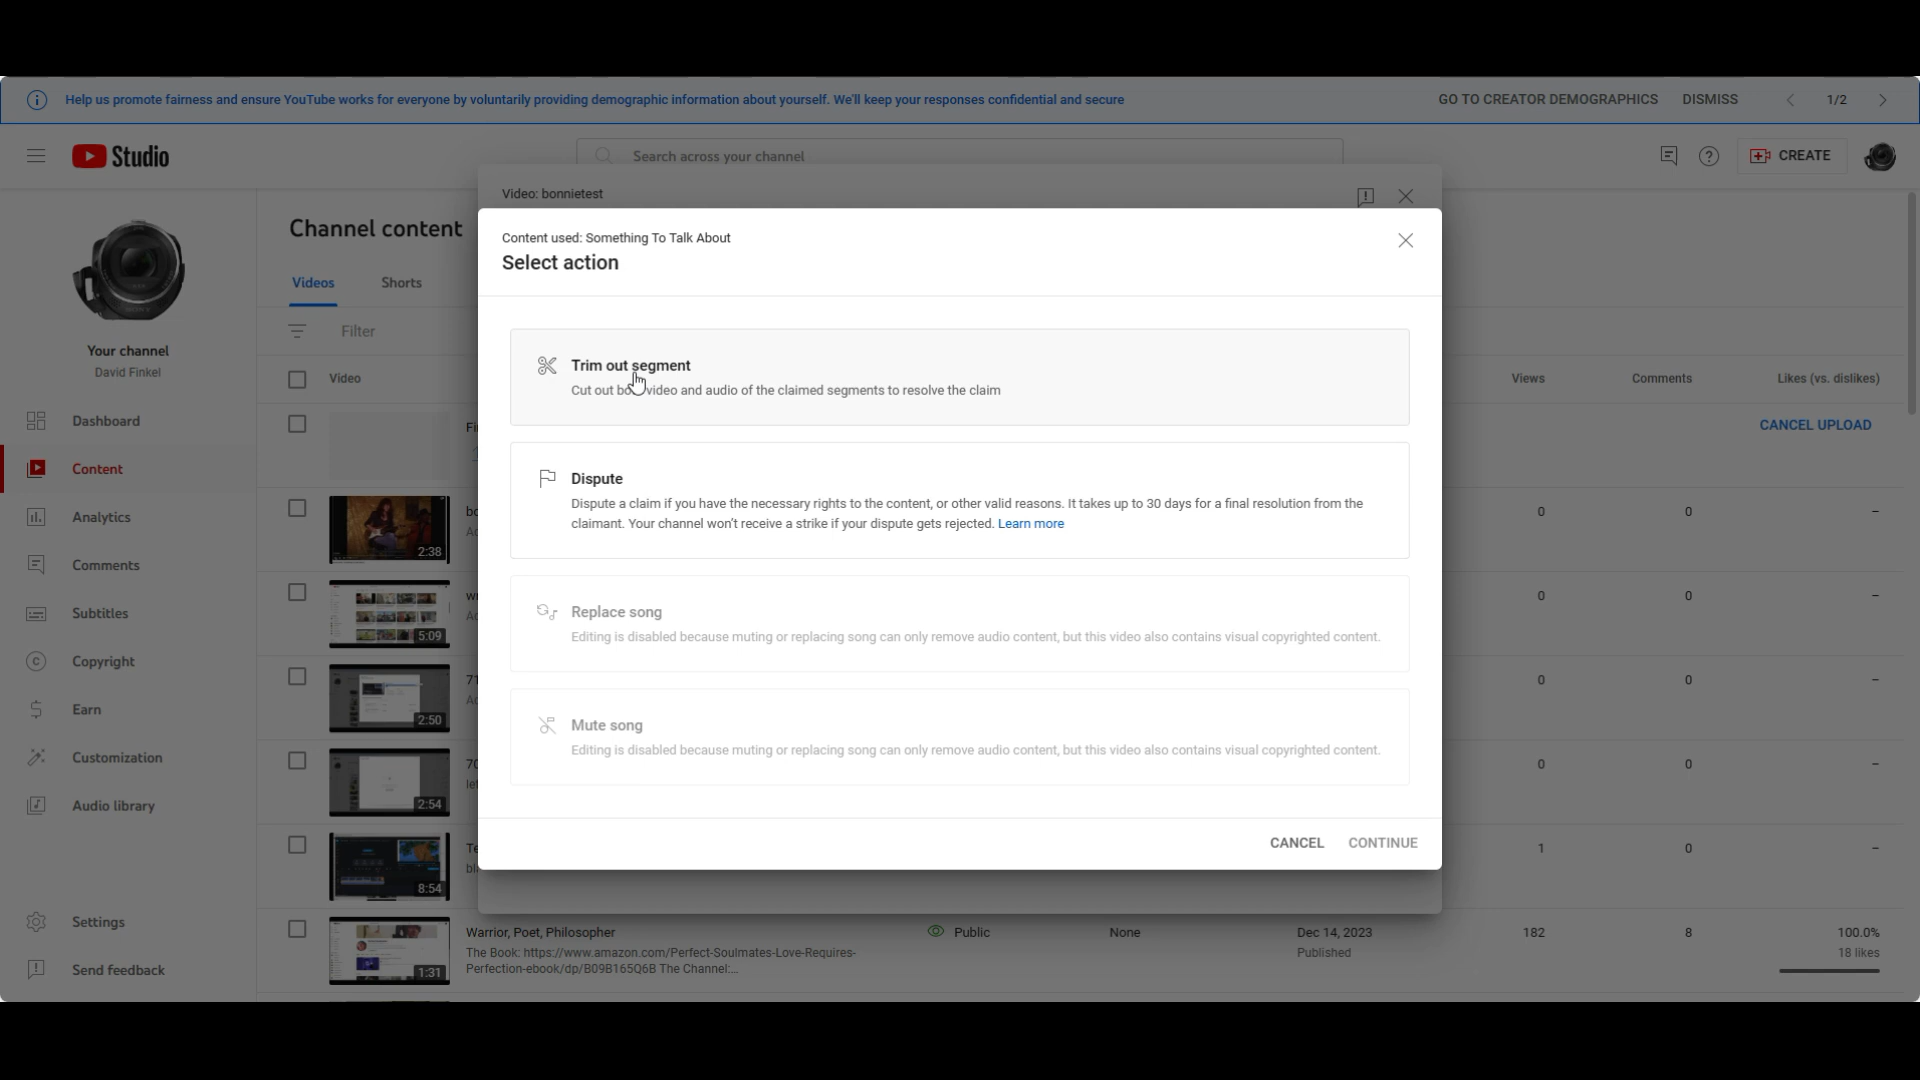 Help us promote fairness and ensure YouTube works for everyone by voluntarily providing demographic information about yourself. We'll keep your responses confidential and secure
GO TO CREATOR DEMOGRAPHICS DISMISS 1/2
Studio
Search across your channel
CREATE
Video: bonnietest
Content used: Something To Talk About
Select action
Trim out segment
Cut out bo video and audio of the claimed segments to resolve the claim
Dispute
Dispute a claim if you have the necessary rights to the content, or other valid reasons. It takes up to 30 days for a final resolution from the
claimant. Your channel won't receive a strike if your dispute gets rejected. Learn more
Replace song
Editing is disabled because muting or replacing song can only remove audio content, but this video also contains visual copyrighted content.
Mute song
Editing is disabled because muting or replacing song can only remove audio content, but this video also contains visual copyrighted content.
CANCEL CONTINUE
Your channel
David Finkel
Dashboard
Content
Analytics
Comments
Subtitles
Copyright
Earn
Customization
Audio library
Settings
Send feedback
Channel content
Videos Shorts
Filter
Video Views Comments Likes (vs. dislikes)
CANCEL UPLOAD
2:38 0 0 –
5:09 0 0 –
2:50 0 0 –
2:54 0 0 –
8:54 1 0 –
1:31
Warrior, Poet, Philosopher Public None Dec 14, 2023 182 8 100.0%
The Book: https://www.amazon.com/Perfect-Soulmates-Love-Requires- Published 18 likes
Perfection-ebook/dp/B09B165Q6B The Channel:...